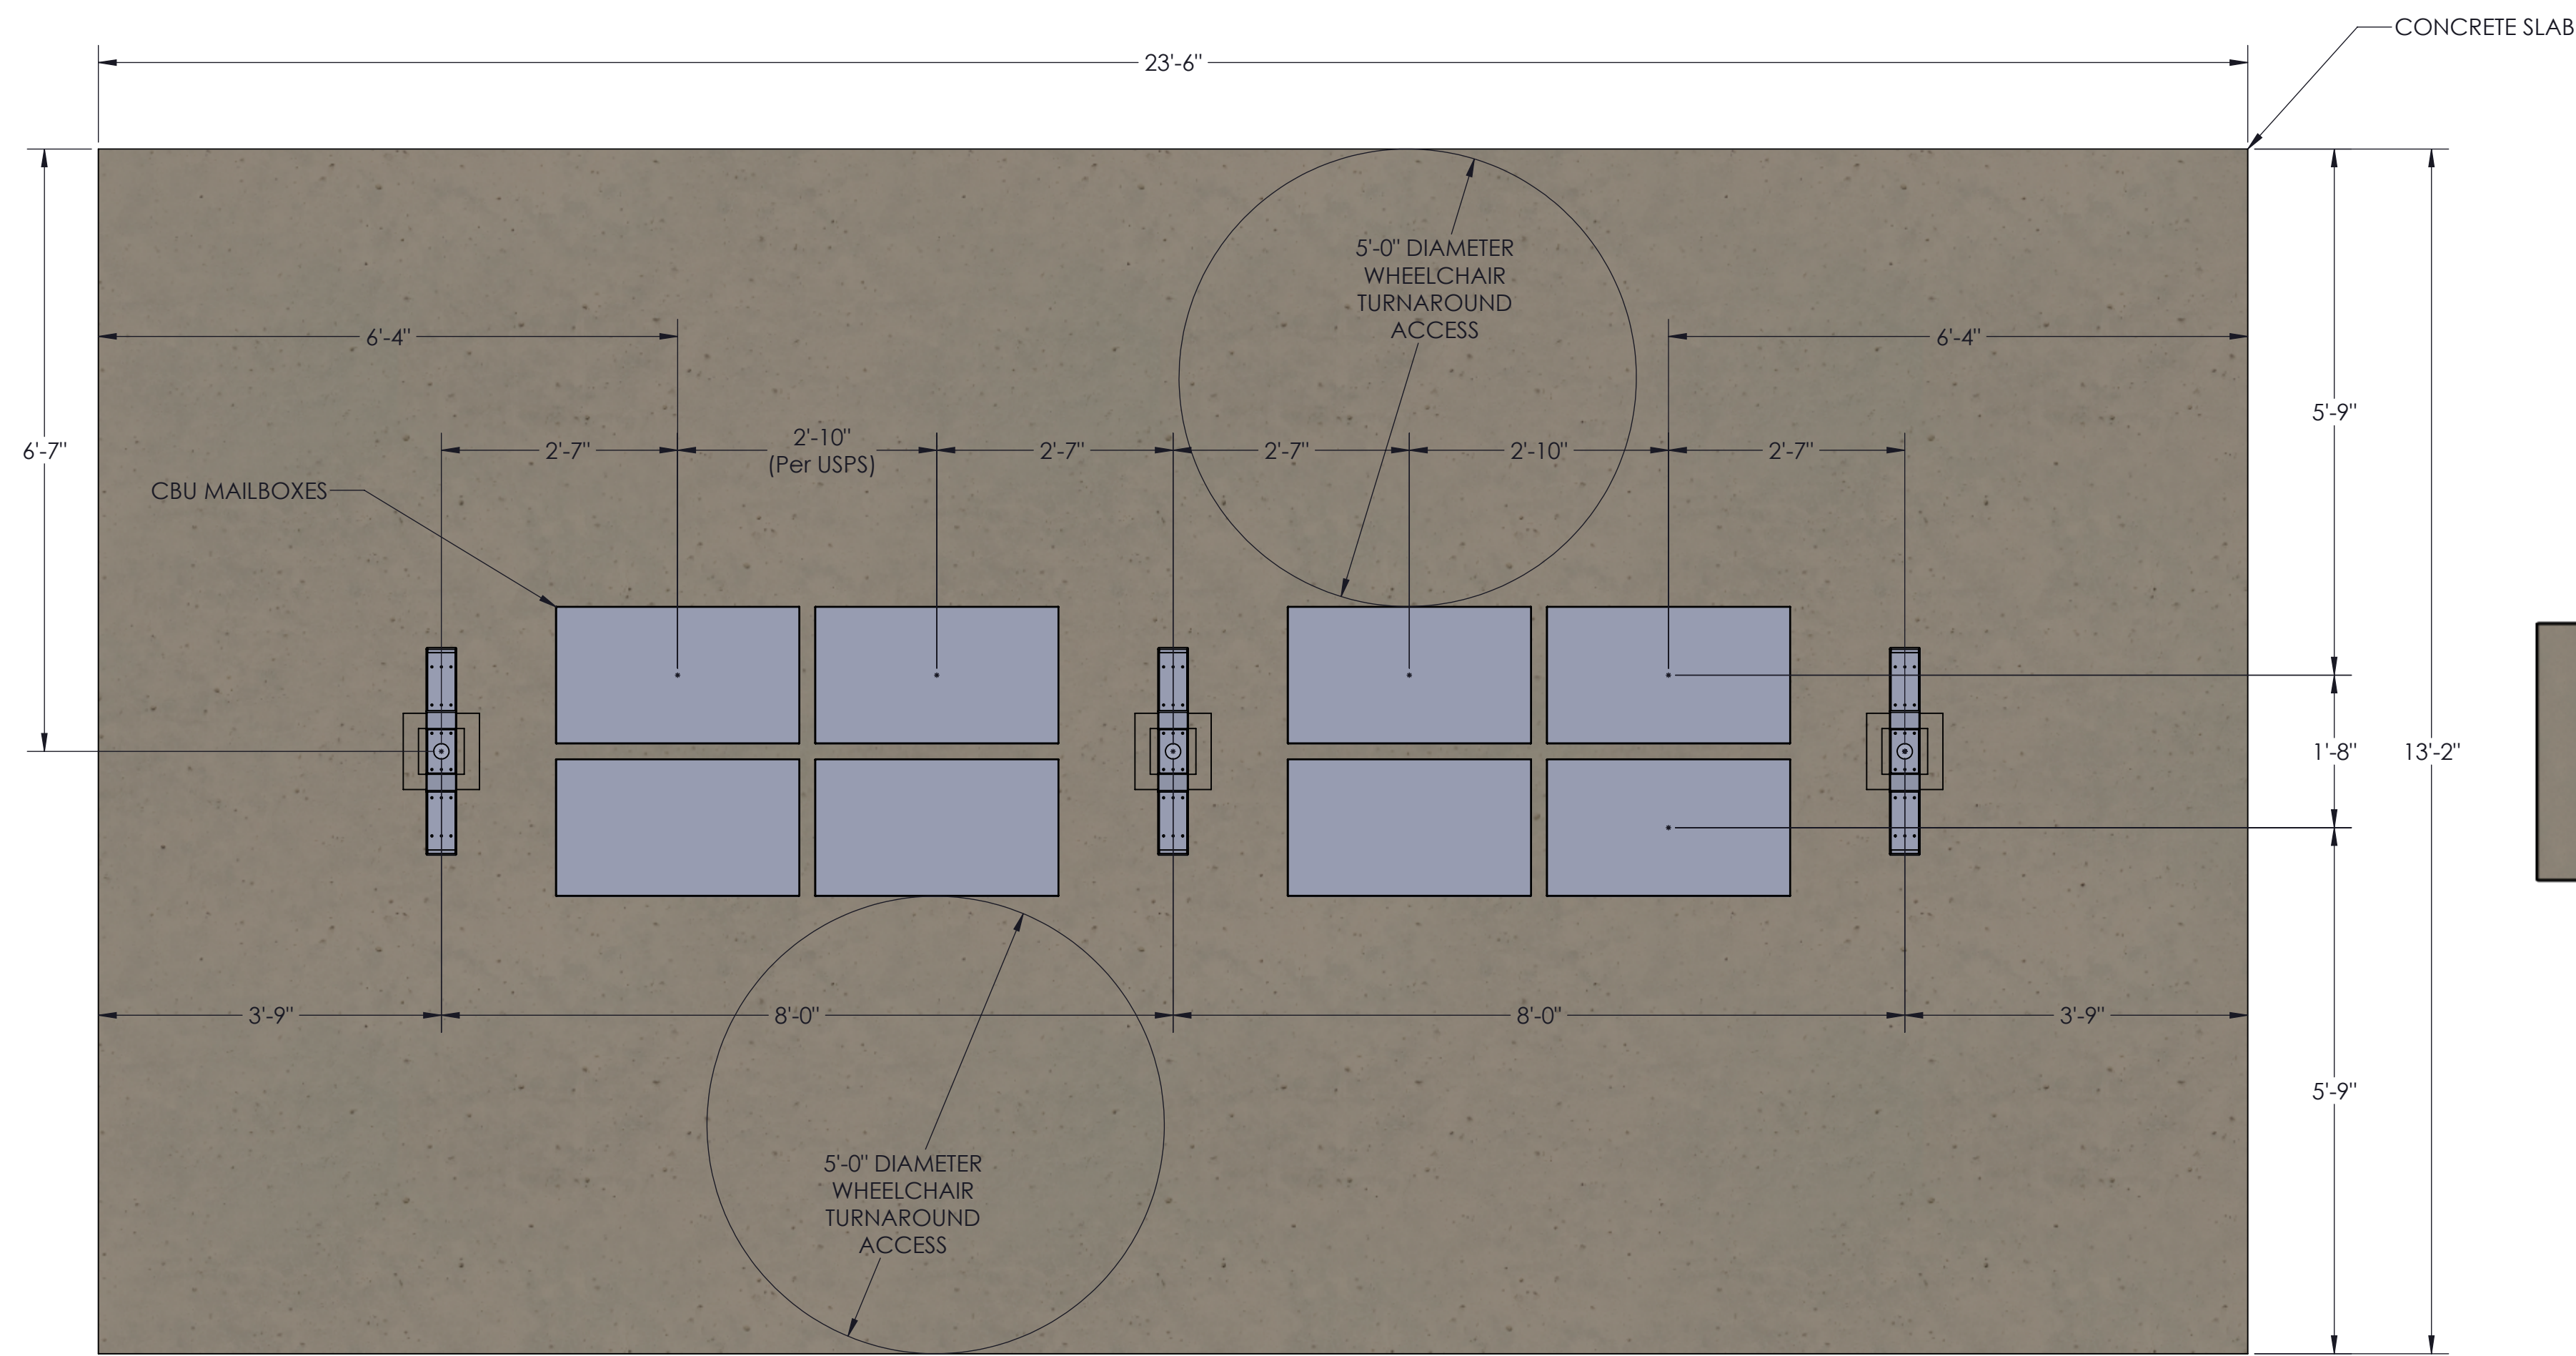 CONCRETE SLAB
23'-6"
5'-0" DIAMETER
WHEELCHAIR
TURNAROUND
ACCESS
6'-4"
6'-4"
5'-9"
6'-7"
2'-7"
2'-10"
(Per USPS)
2'-7"
2'-7"
2'-10"
2'-7"
CBU MAILBOXES
1'-8"
13'-2"
3'-9"
8'-0"
8'-0"
3'-9"
5'-9"
5'-0" DIAMETER
WHEELCHAIR
TURNAROUND
ACCESS